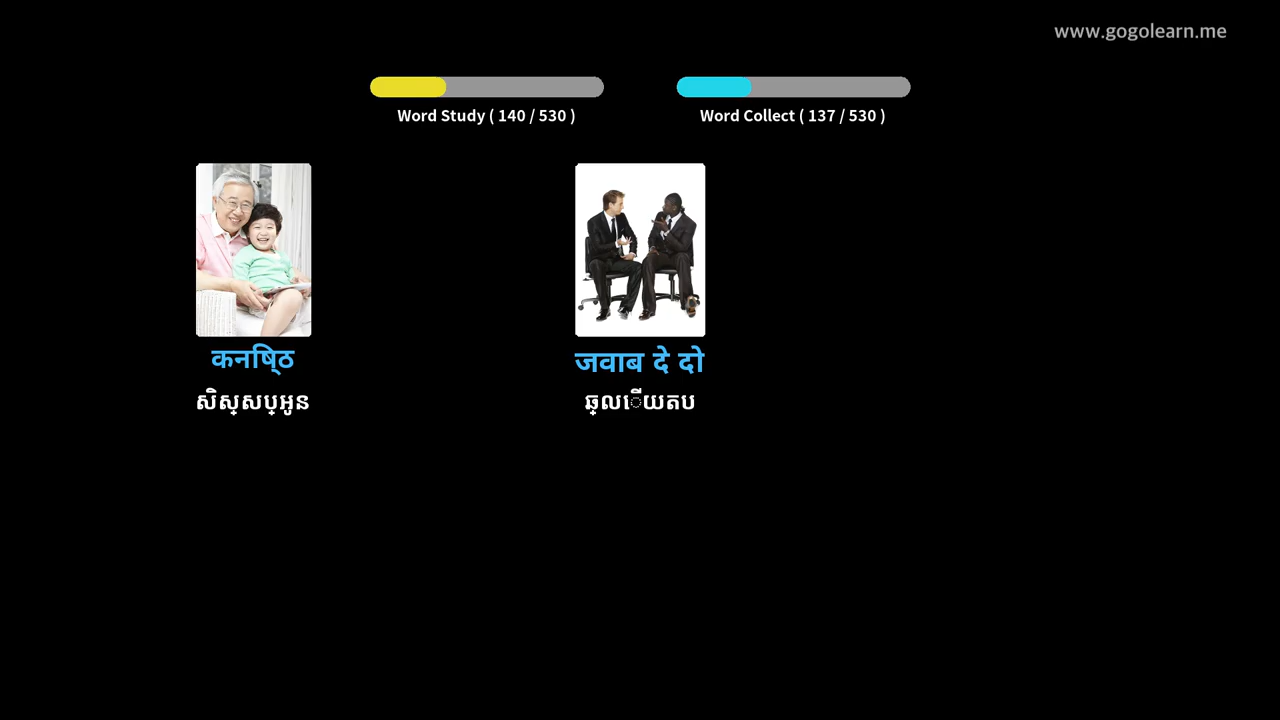 www.gogolearn.me
Word Study ( 140 / 530 )
Word Collect ( 137 / 530 )
कनिष्ठ
जवाब दे दो
សិស្សប្អូន
ឆ្លើយតប